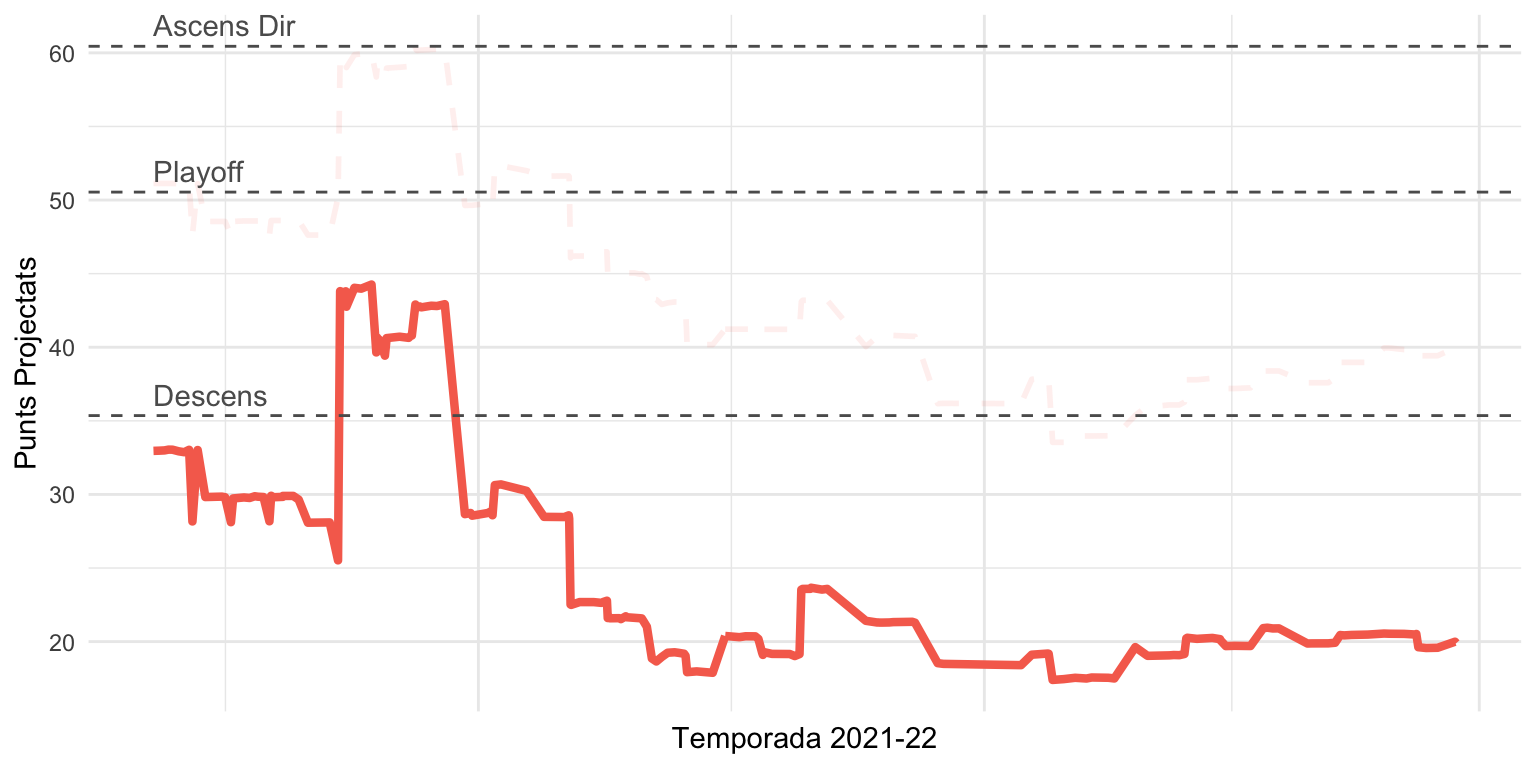 Ascens Dir
60
Playoff
50
40
Descens
30
20
Punts Projectats
Temporada 2021-22